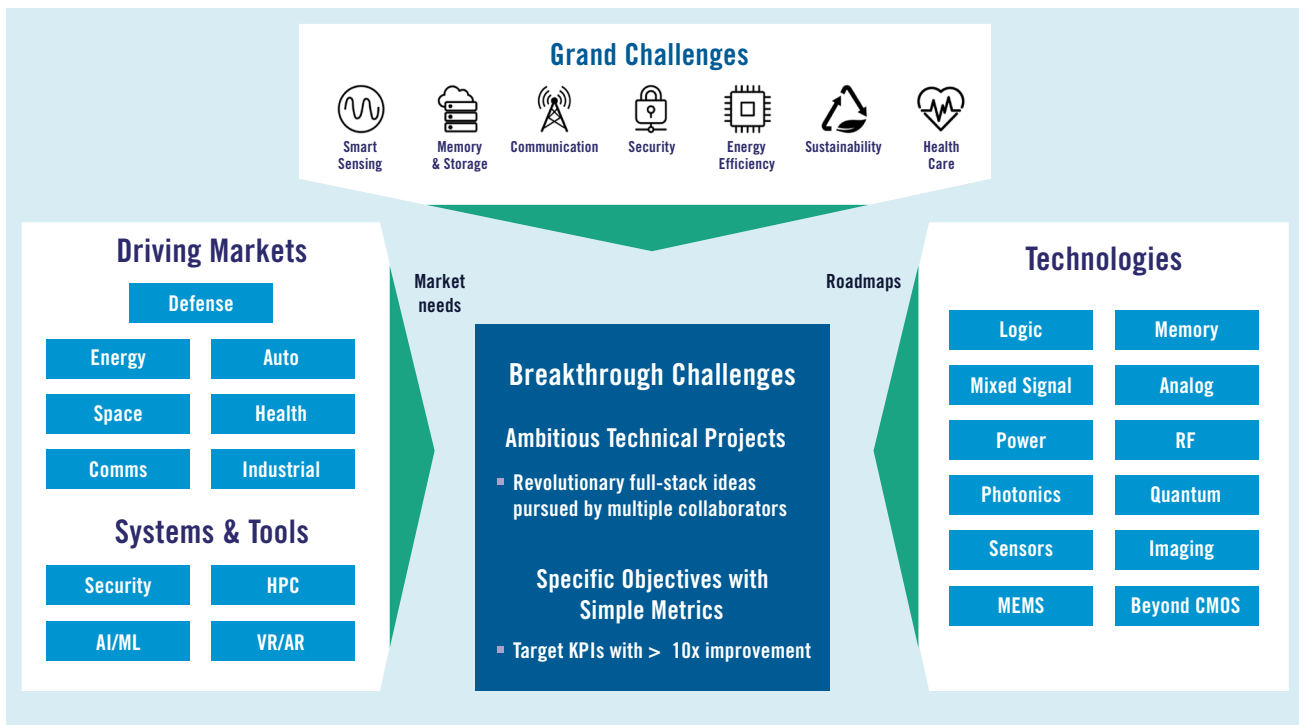 Grand Challenges
Smart
Sensing
Memory
& Storage
Communication
Security
Energy
Efficiency
Sustainability
Health
Care
Driving Markets
Defense
Energy
Auto
Space
Health
Comms
Industrial
Systems & Tools
Security
HPC
AI/ML
VR/AR
Market
needs
Breakthrough Challenges
Ambitious Technical Projects
Revolutionary full-stack ideas
pursued by multiple collaborators
Specific Objectives with
Simple Metrics
Target KPIs with > 10x improvement
Roadmaps
Technologies
Logic
Memory
Mixed Signal
Analog
Power
RF
Photonics
Quantum
Sensors
Imaging
MEMS
Beyond CMOS